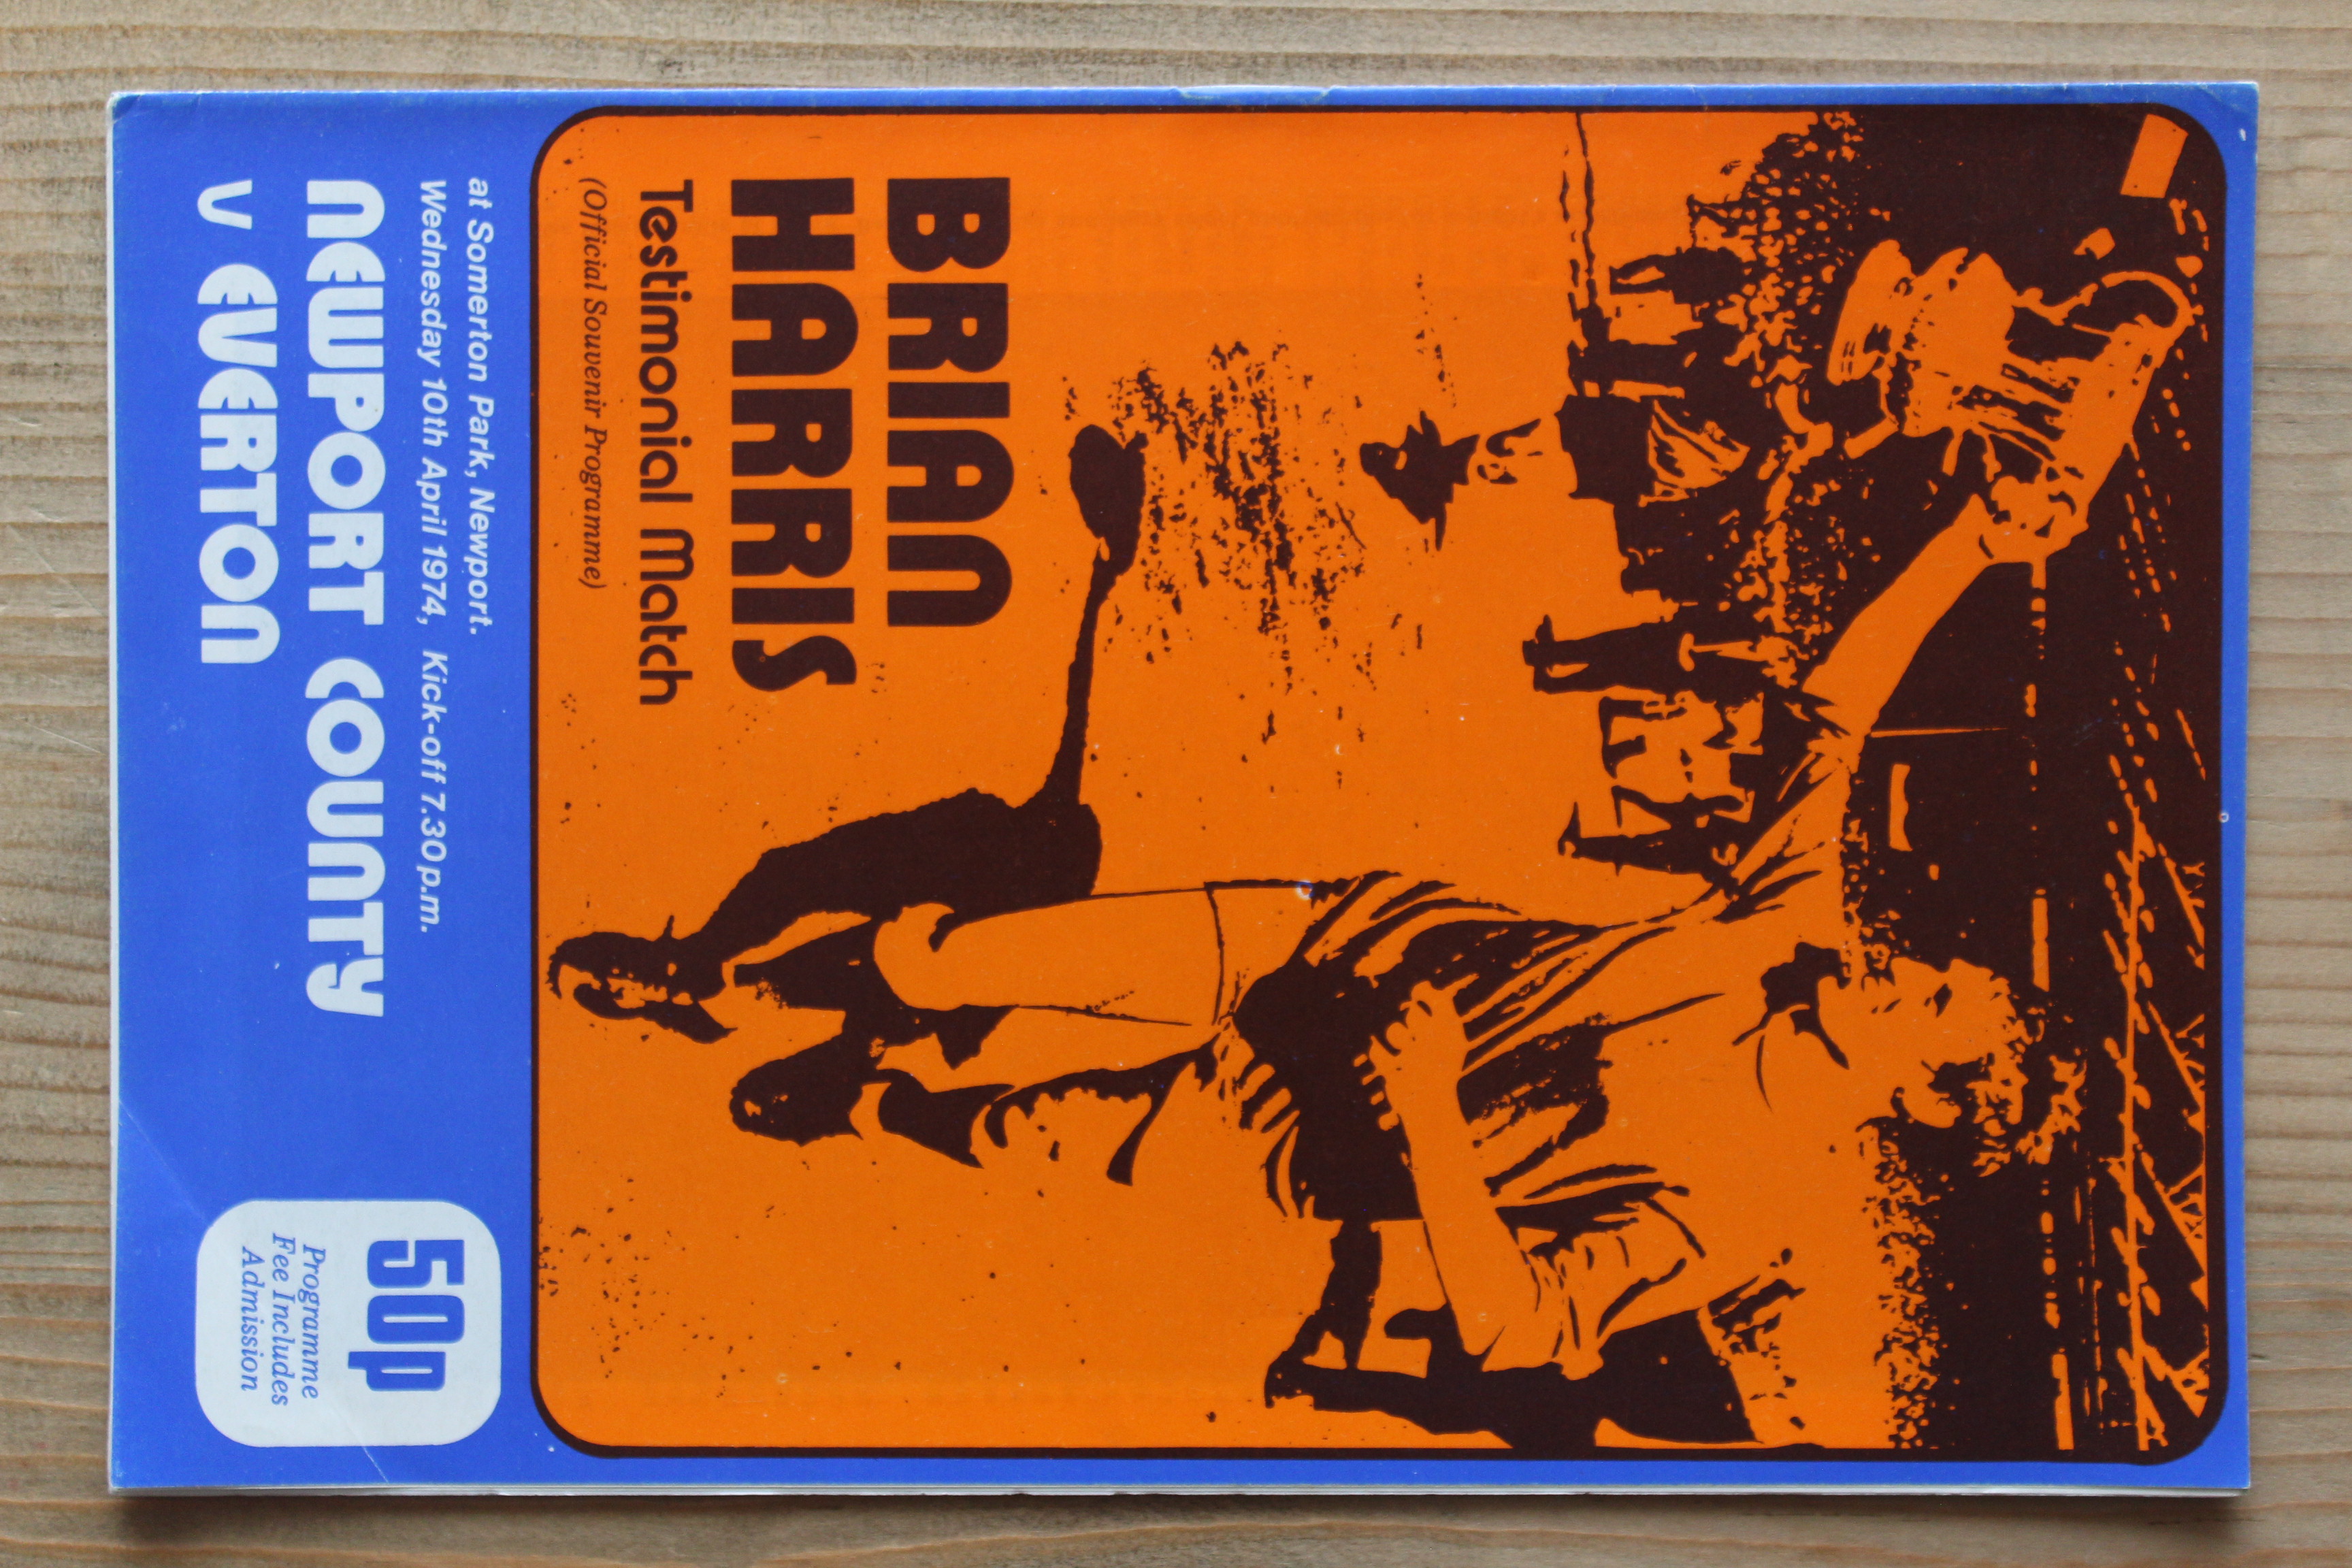 BRIAN
HARRIS
Testimonial Match
(Official Souvenir Programme)
at Somerton Park, Newport.
Wednesday 10th April 1974, Kick-off 7.30p.m.
NEWPORT COUNTY
V EVERTON
50p
Programme
Fee Includes
Admission